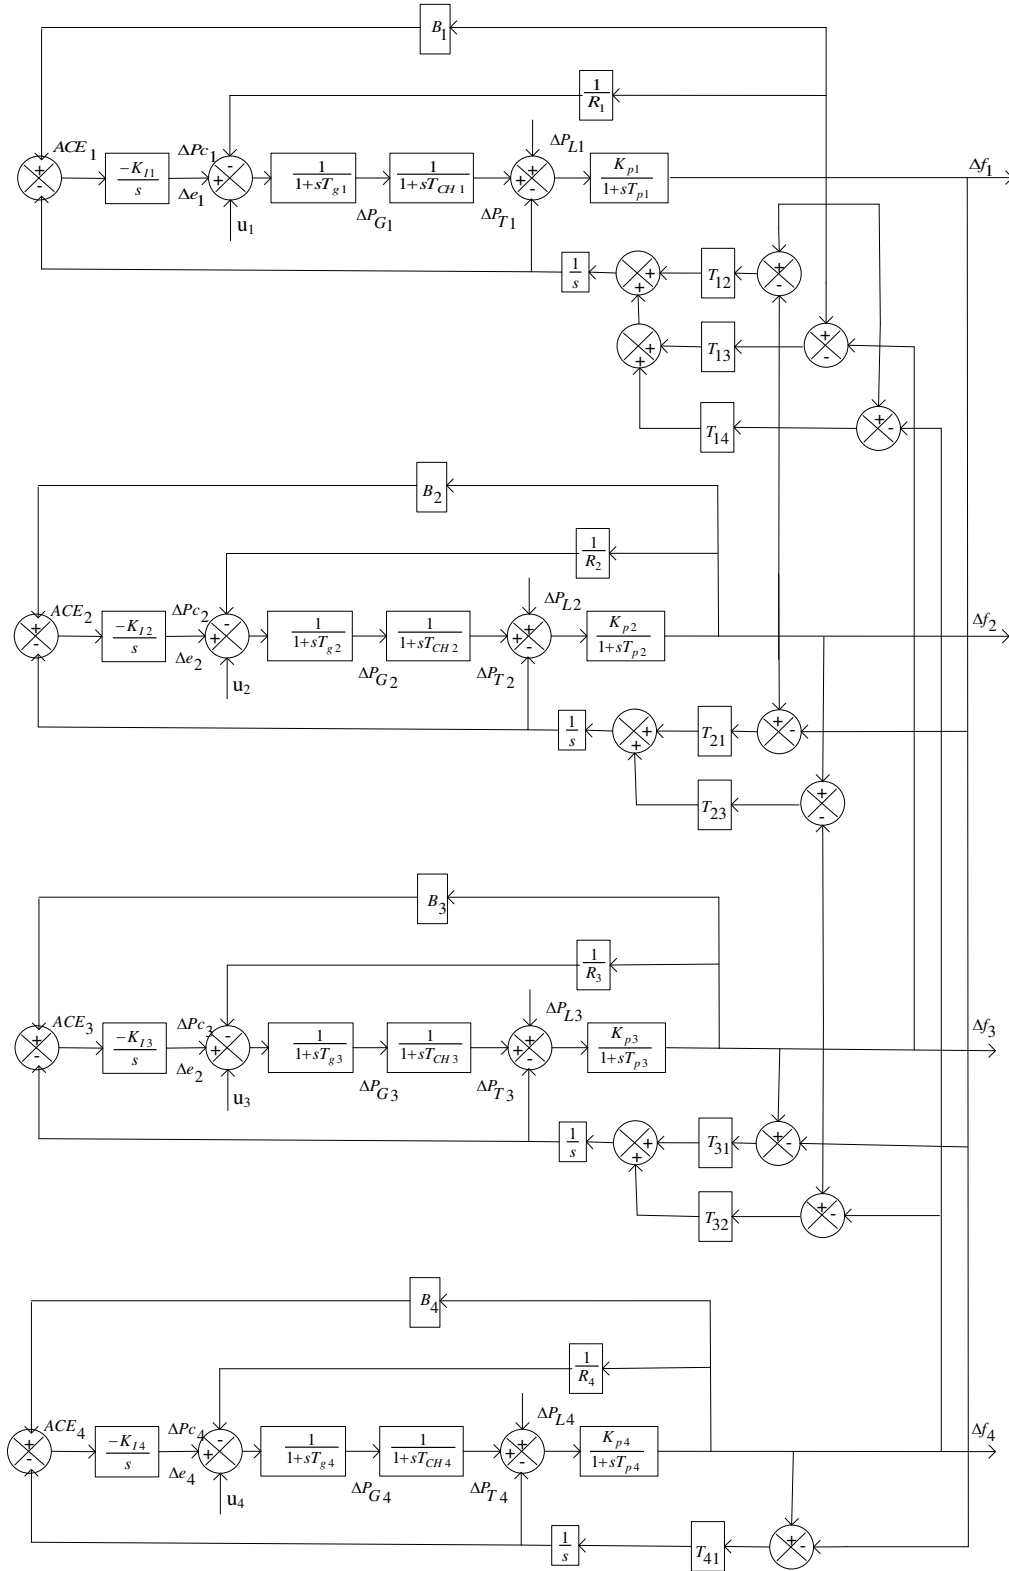 B1
1
R1
ACE1
ΔPc1
ΔPL1
Δf1
+
-
-KI1
s
Δe1
-
+
1
1+sTg1
1
1+sTCH1
+
+
-
Kp1
1+sTp1
u1
ΔPG1
ΔPT1
1
s
+
+
T12
+
-
+
+
T13
+
-
T14
+
-
B2
1
R2
ACE2
ΔPc2
ΔPL2
Δf2
+
-
-KI2
s
Δe2
-
+
1
1+sTg2
1
1+sTCH2
+
+
-
Kp2
1+sTp2
u2
ΔPG2
ΔPT2
1
s
+
+
T21
+
-
T23
+
-
B3
1
R3
ACE3
ΔPc3
ΔPL3
Δf3
+
-
-KI3
s
Δe2
-
+
1
1+sTg3
1
1+sTCH3
+
+
-
Kp3
1+sTp3
u3
ΔPG3
ΔPT3
1
s
+
+
T31
+
-
T32
+
-
B4
1
R4
ACE4
ΔPc4
ΔPL4
Δf4
+
-
-KI4
s
Δe4
-
+
1
1+sTg4
1
1+sTCH4
+
+
-
Kp4
1+sTp4
u4
ΔPG4
ΔPT4
1
s
T41
+
-